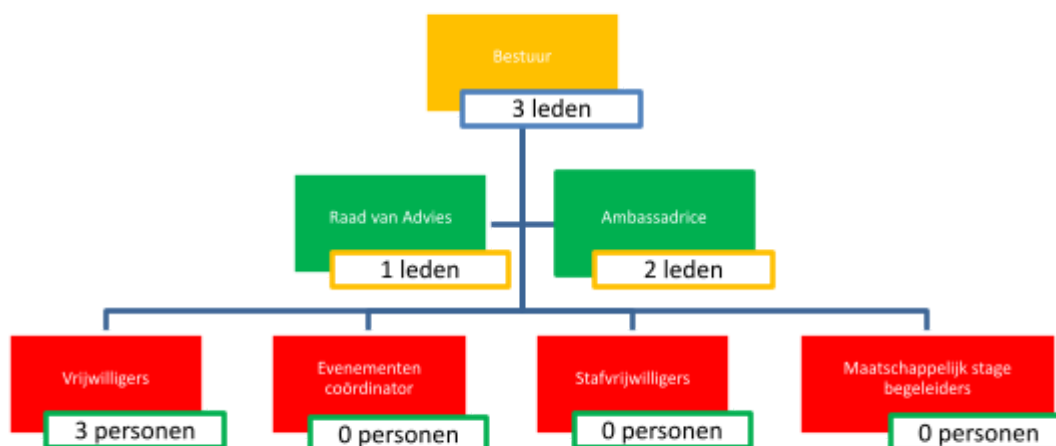 Bestuur
3 leden
Raad van Advies
1 leden
Ambassadrice
2 leden
Vrijwilligers
3 personen
Evenementen
coördinator
0 personen
Stafvrijwilligers
0 personen
Maatschappelijk stage
begeleiders
0 personen